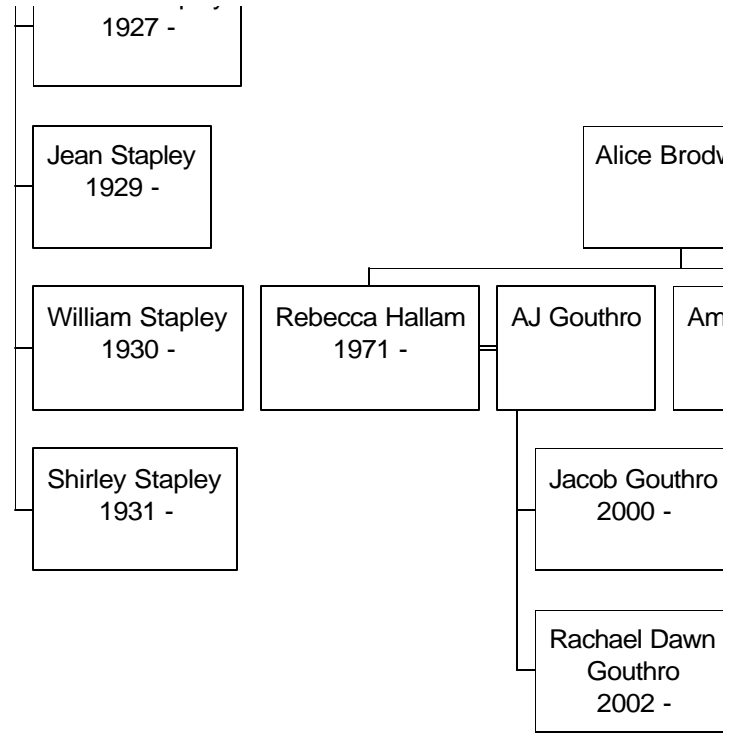 1927 -
Jean Stapley
1929 -
Alice
William Stapley
1930 -
Rebecca Hallam
1971 -
AJ Gouthro
Shirley Stapley
1931 -
Jacob Gouthro
2000 -
Rachael Dawn
Gouthro
2002 -